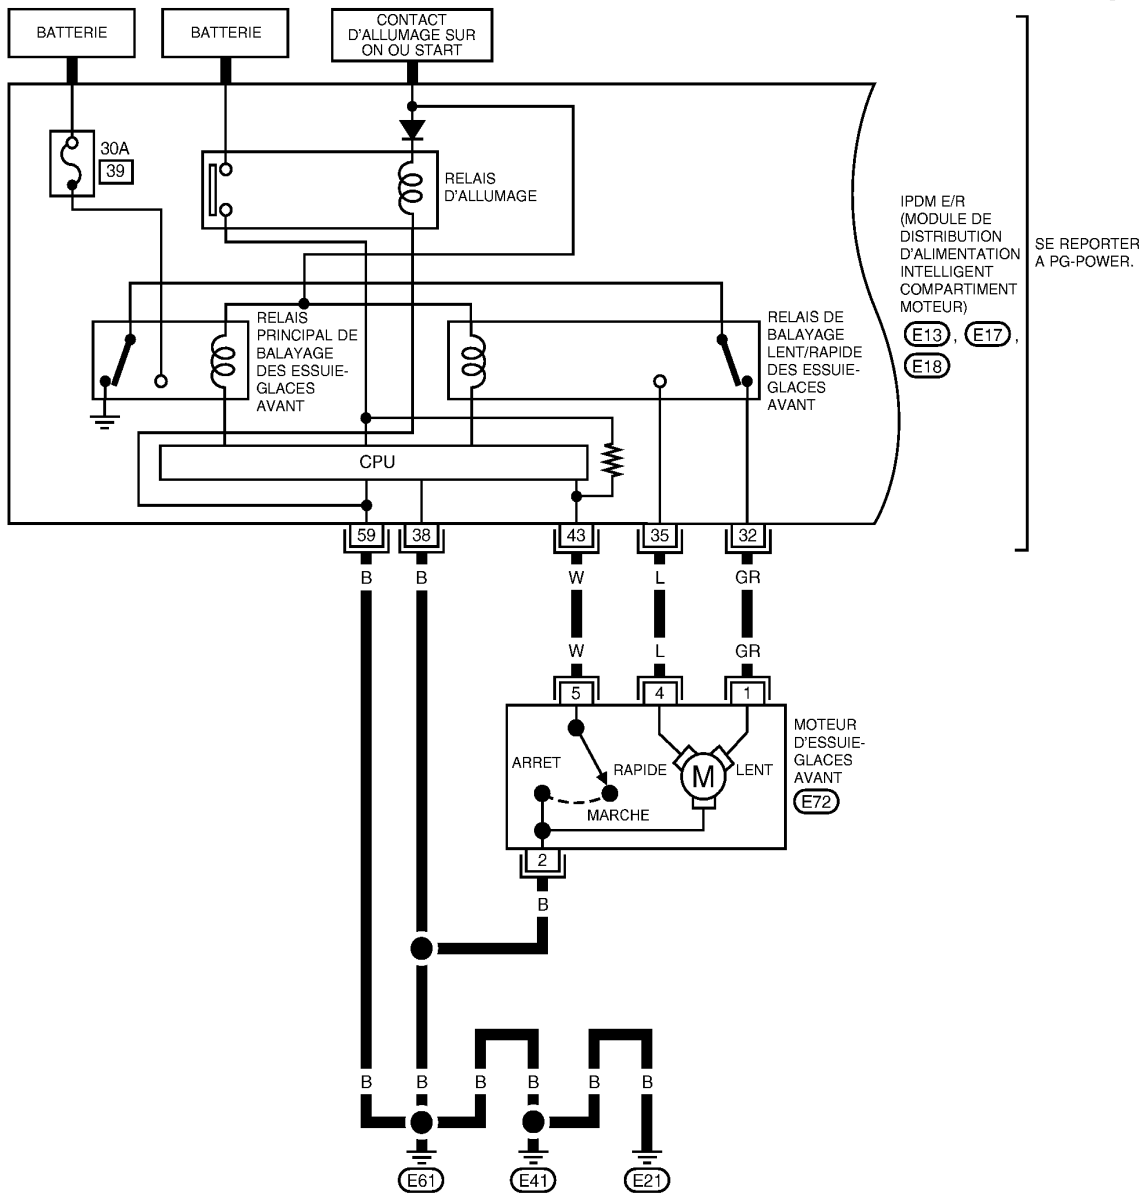 BATTERIE
BATTERIE
CONTACT
D'ALLUMAGE SUR
ON OU START
30A
39
RELAIS
D'ALLUMAGE
IPDM E/R
(MODULE DE
DISTRIBUTION
D'ALIMENTATION
INTELLIGENT
COMPARTIMENT
MOTEUR)
E13 , E17 ,
E18
SE REPORTER
A PG-POWER.
RELAIS
PRINCIPAL DE
BALAYAGE
DES ESSUIE-
GLACES
AVANT
RELAIS DE
BALAYAGE
LENT/RAPIDE
DES ESSUIE-
GLACES
AVANT
CPU
59 38 43 35 32
B B W L GR
W L GR
5 4 1
ARRET
RAPIDE
M
LENT
MARCHE
MOTEUR
D'ESSUIE-
GLACES
AVANT
E72
2
B
B B B B B B
E61 E41 E21